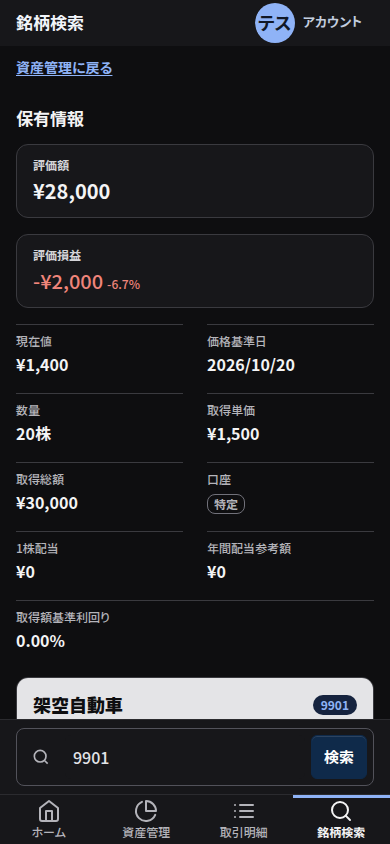 銘柄検索
テス アカウント
資産管理に戻る
保有情報
評価額
¥28,000
評価損益
-¥2,000 -6.7%
現在値 価格基準日
¥1,400 2026/10/20
数量 取得単価
20株 ¥1,500
取得総額 口座
¥30,000 特定
1株配当 年間配当参考額
¥0 ¥0
取得額基準利回り
0.00%
架空自動車 9901
9901 検索
ホーム 資産管理 取引明細 銘柄検索